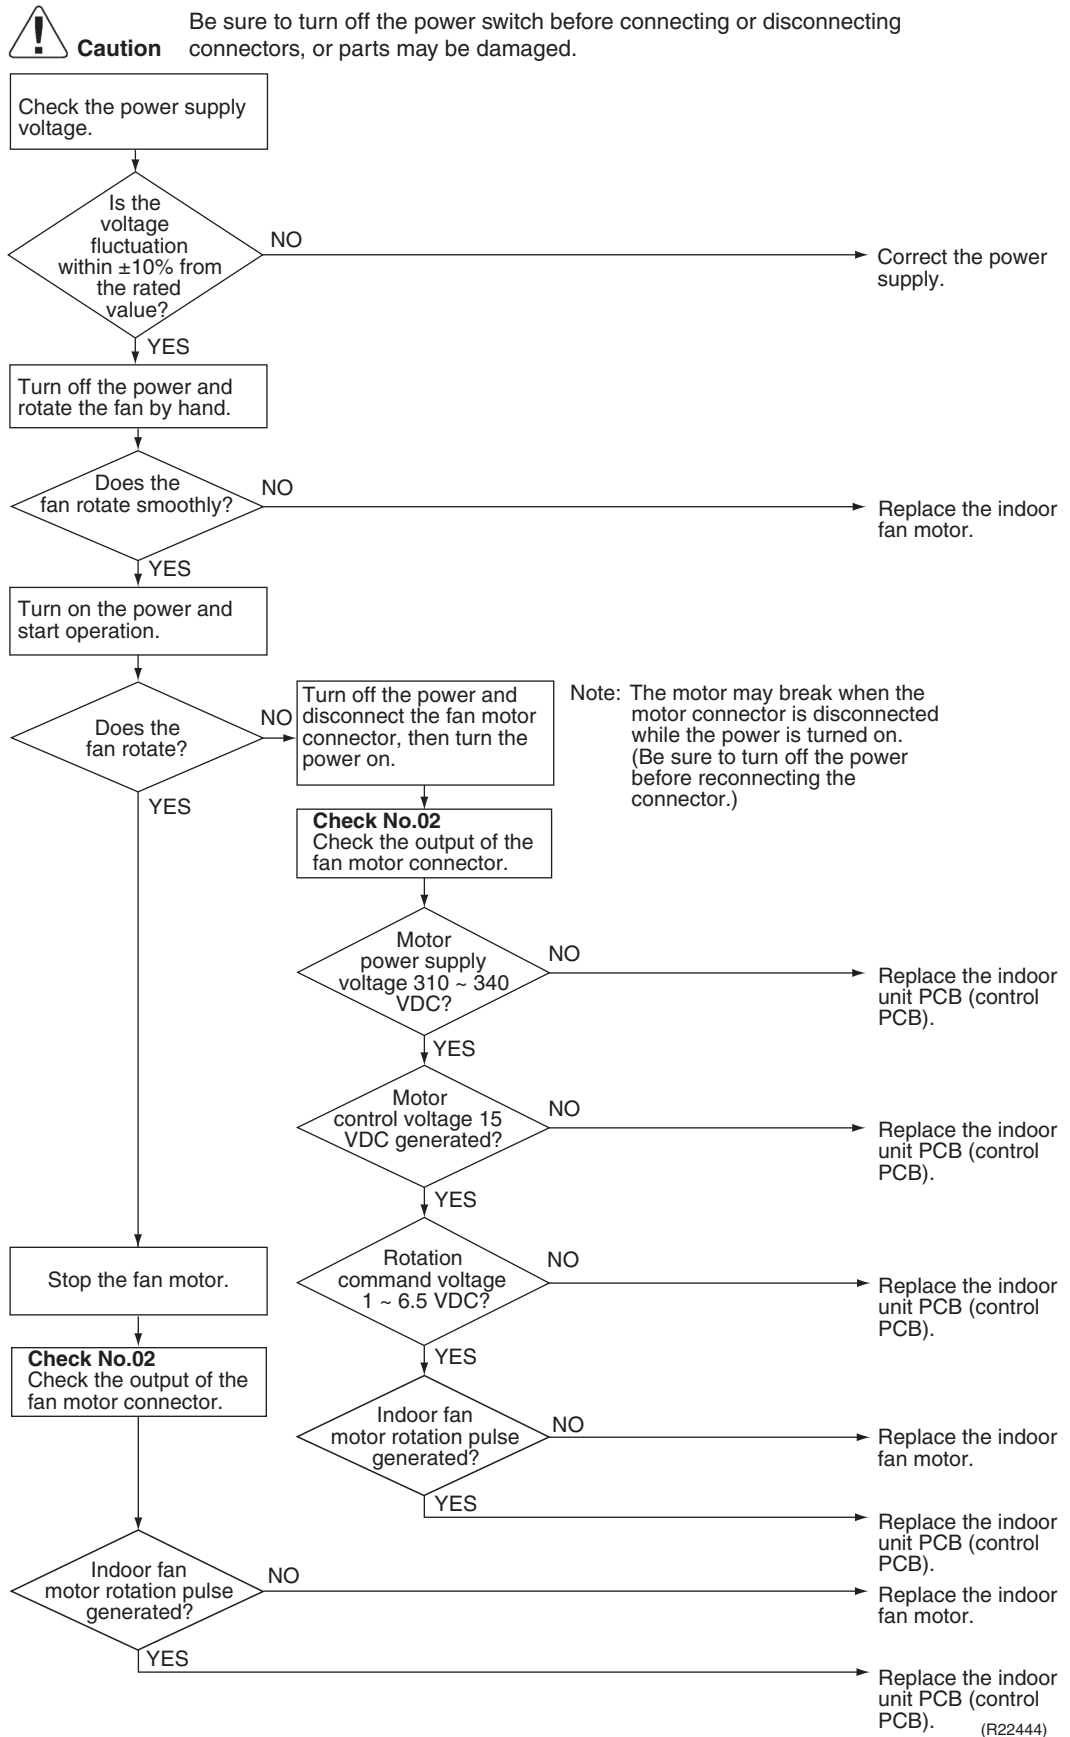 Be sure to turn off the power switch before connecting or disconnecting
Caution connectors, or parts may be damaged.
Check the power supply
voltage.
Is the
voltage
fluctuation
within ±10% from
the rated
value?
NO
Correct the power
supply.
YES
Turn off the power and
rotate the fan by hand.
Does the
fan rotate smoothly?
NO
Replace the indoor
fan motor.
YES
Turn on the power and
start operation.
Does the
fan rotate?
NO
Turn off the power and
disconnect the fan motor
connector, then turn the
power on.
Note: The motor may break when the
motor connector is disconnected
while the power is turned on.
(Be sure to turn off the power
before reconnecting the
connector.)
YES
Check No.02
Check the output of the
fan motor connector.
Motor
power supply
voltage 310 ~ 340
VDC?
NO
Replace the indoor
unit PCB (control
PCB).
YES
Motor
control voltage 15
VDC generated?
NO
Replace the indoor
unit PCB (control
PCB).
YES
Rotation
command voltage
1 ~ 6.5 VDC?
NO
Replace the indoor
unit PCB (control
PCB).
YES
Indoor fan
motor rotation pulse
generated?
NO
Replace the indoor
fan motor.
YES
Replace the indoor
unit PCB (control
PCB).
Stop the fan motor.
Check No.02
Check the output of the
fan motor connector.
Indoor fan
motor rotation pulse
generated?
NO
Replace the indoor
fan motor.
YES
Replace the indoor
unit PCB (control
PCB).
(R22444)